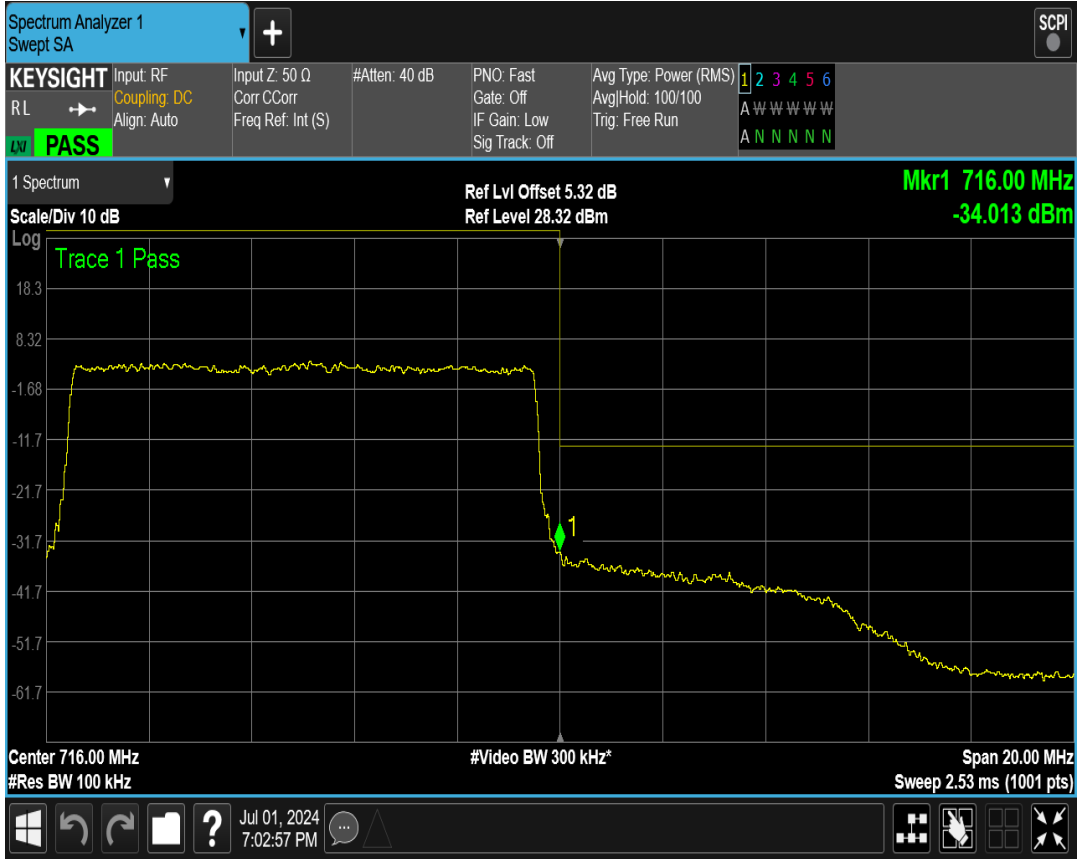 Spectrum Analyzer 1
Swept SA
SCPI
KEYSIGHT
R L
LXI PASS
Input: RF
Coupling: DC
Align: Auto
Input Z: 50 Ω
Corr CCorr
Freq Ref: Int (S)
#Atten: 40 dB
PNO: Fast
Gate: Off
IF Gain: Low
Sig Track: Off
Avg Type: Power (RMS)
Avg|Hold: 100/100
Trig: Free Run
1 2 3 4 5 6
A W W W W W
A N N N N N
1 Spectrum
Scale/Div 10 dB
Ref Lvl Offset 5.32 dB
Ref Level 28.32 dBm
Mkr1 716.00 MHz
-34.013 dBm
Log
Trace 1 Pass
18.3
8.32
-1.68
-11.7
-21.7
-31.7
-41.7
-51.7
-61.7
1
Center 716.00 MHz
#Res BW 100 kHz
#Video BW 300 kHz*
Span 20.00 MHz
Sweep 2.53 ms (1001 pts)
Jul 01, 2024
7:02:57 PM